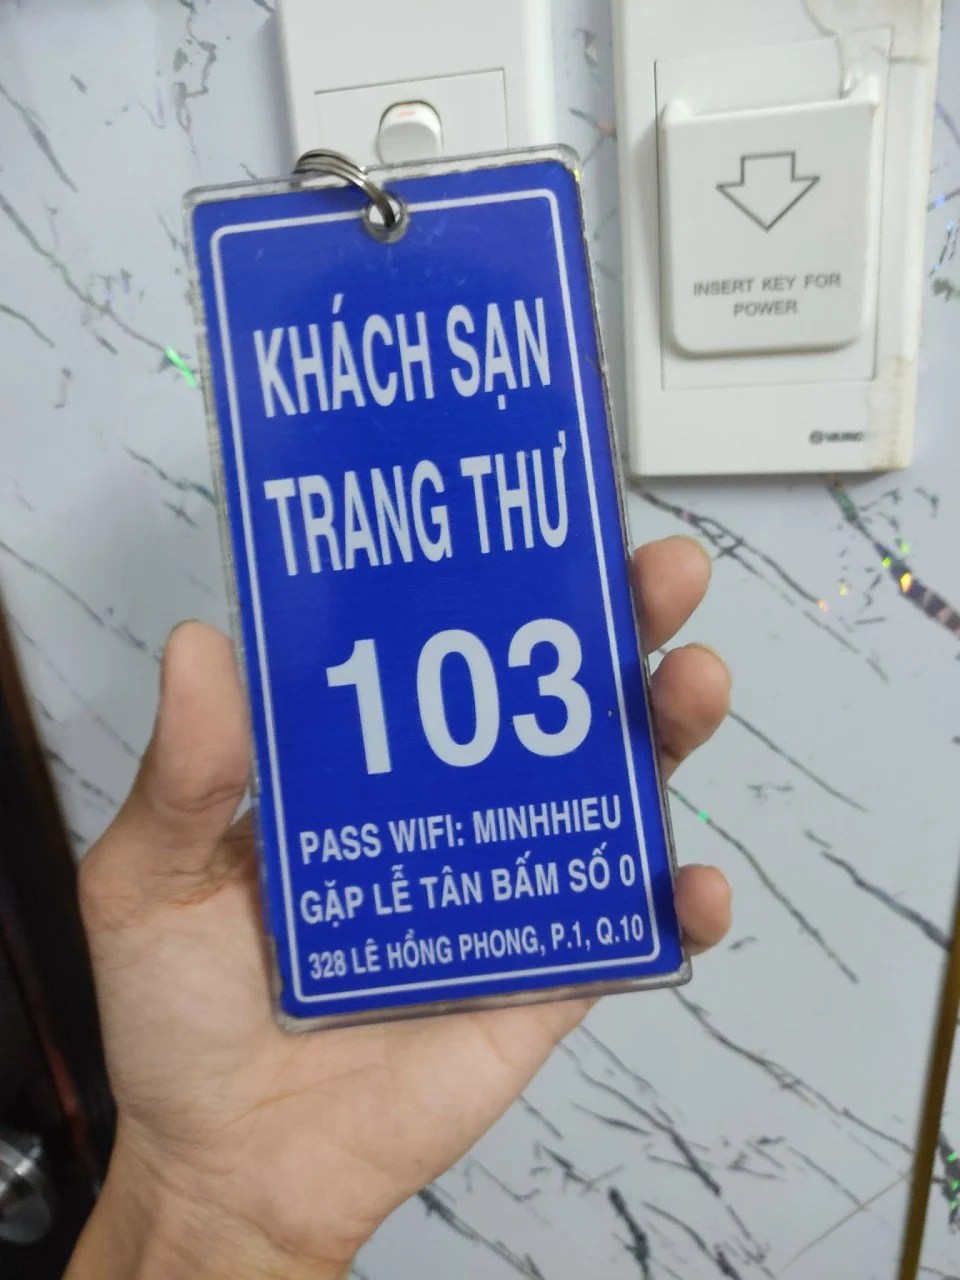 KHÁCH SẠN
TRANG THƯ
103
PASS WIFI: MINHHIEU
GẶP LỄ TÂN BẤM SỐ 0
328 LÊ HỒNG PHONG, P.1, Q.10
INSERT KEY FOR
POWER